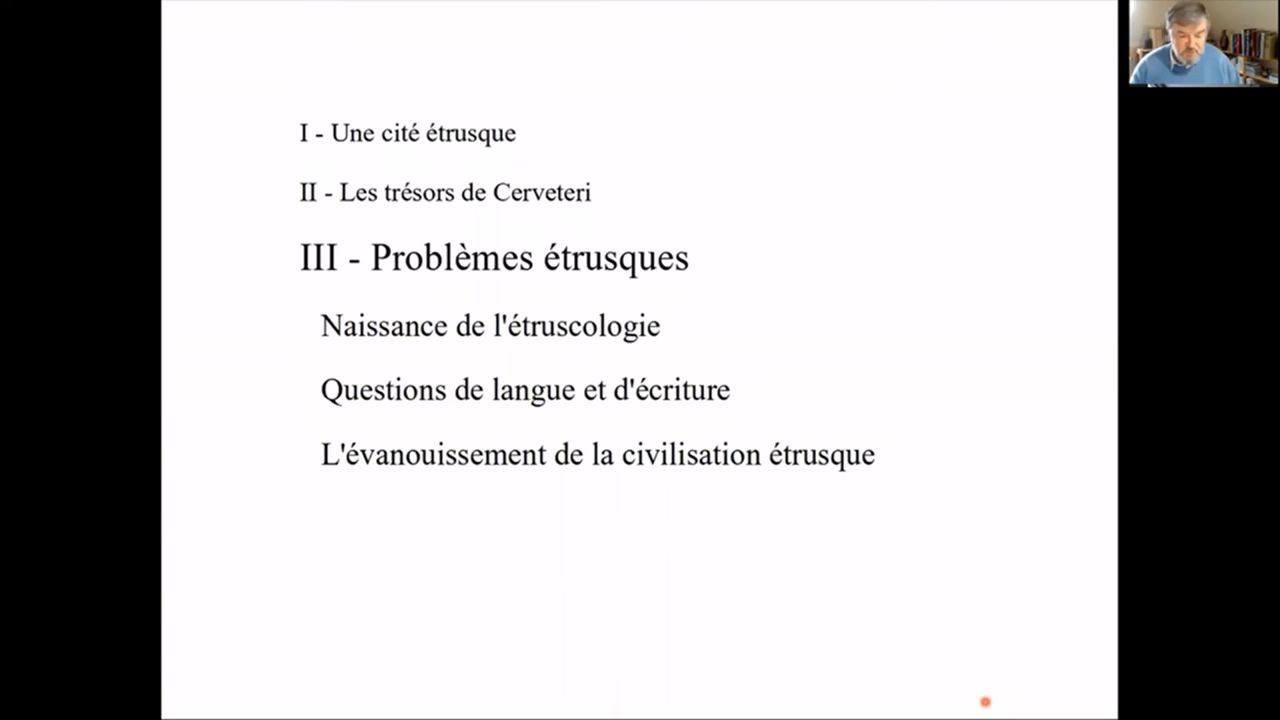 I - Une cité étrusque
II - Les trésors de Cerveteri
III - Problèmes étrusques
Naissance de l'étruscologie
Questions de langue et d'écriture
L'évanouissement de la civilisation étrusque